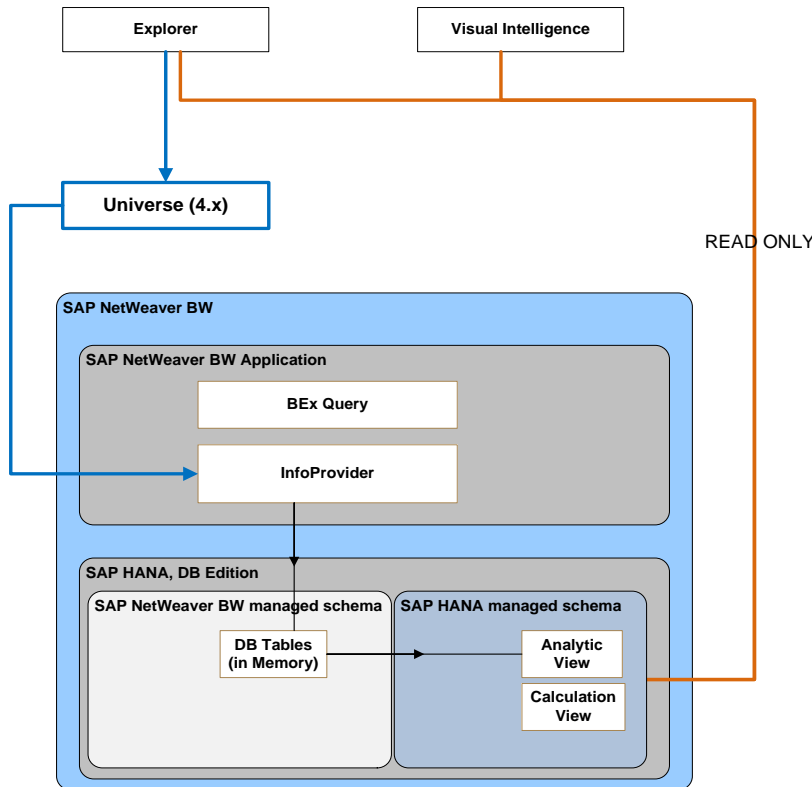 Explorer
Visual Intelligence
Universe (4.x)
READ ONLY
SAP NetWeaver BW
SAP NetWeaver BW Application
BEx Query
InfoProvider
SAP HANA, DB Edition
SAP NetWeaver BW managed schema
SAP HANA managed schema
DB Tables
(in Memory)
Analytic
View
Calculation
View